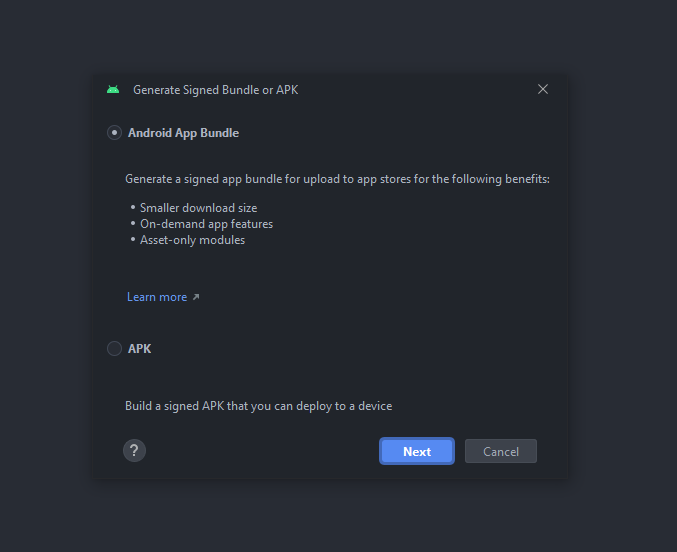 Generate Signed Bundle or APK
Android App Bundle
Generate a signed app bundle for upload to app stores for the following benefits:
• Smaller download size
• On-demand app features
• Asset-only modules
Learn more ↗
APK
Build a signed APK that you can deploy to a device
?
Next
Cancel